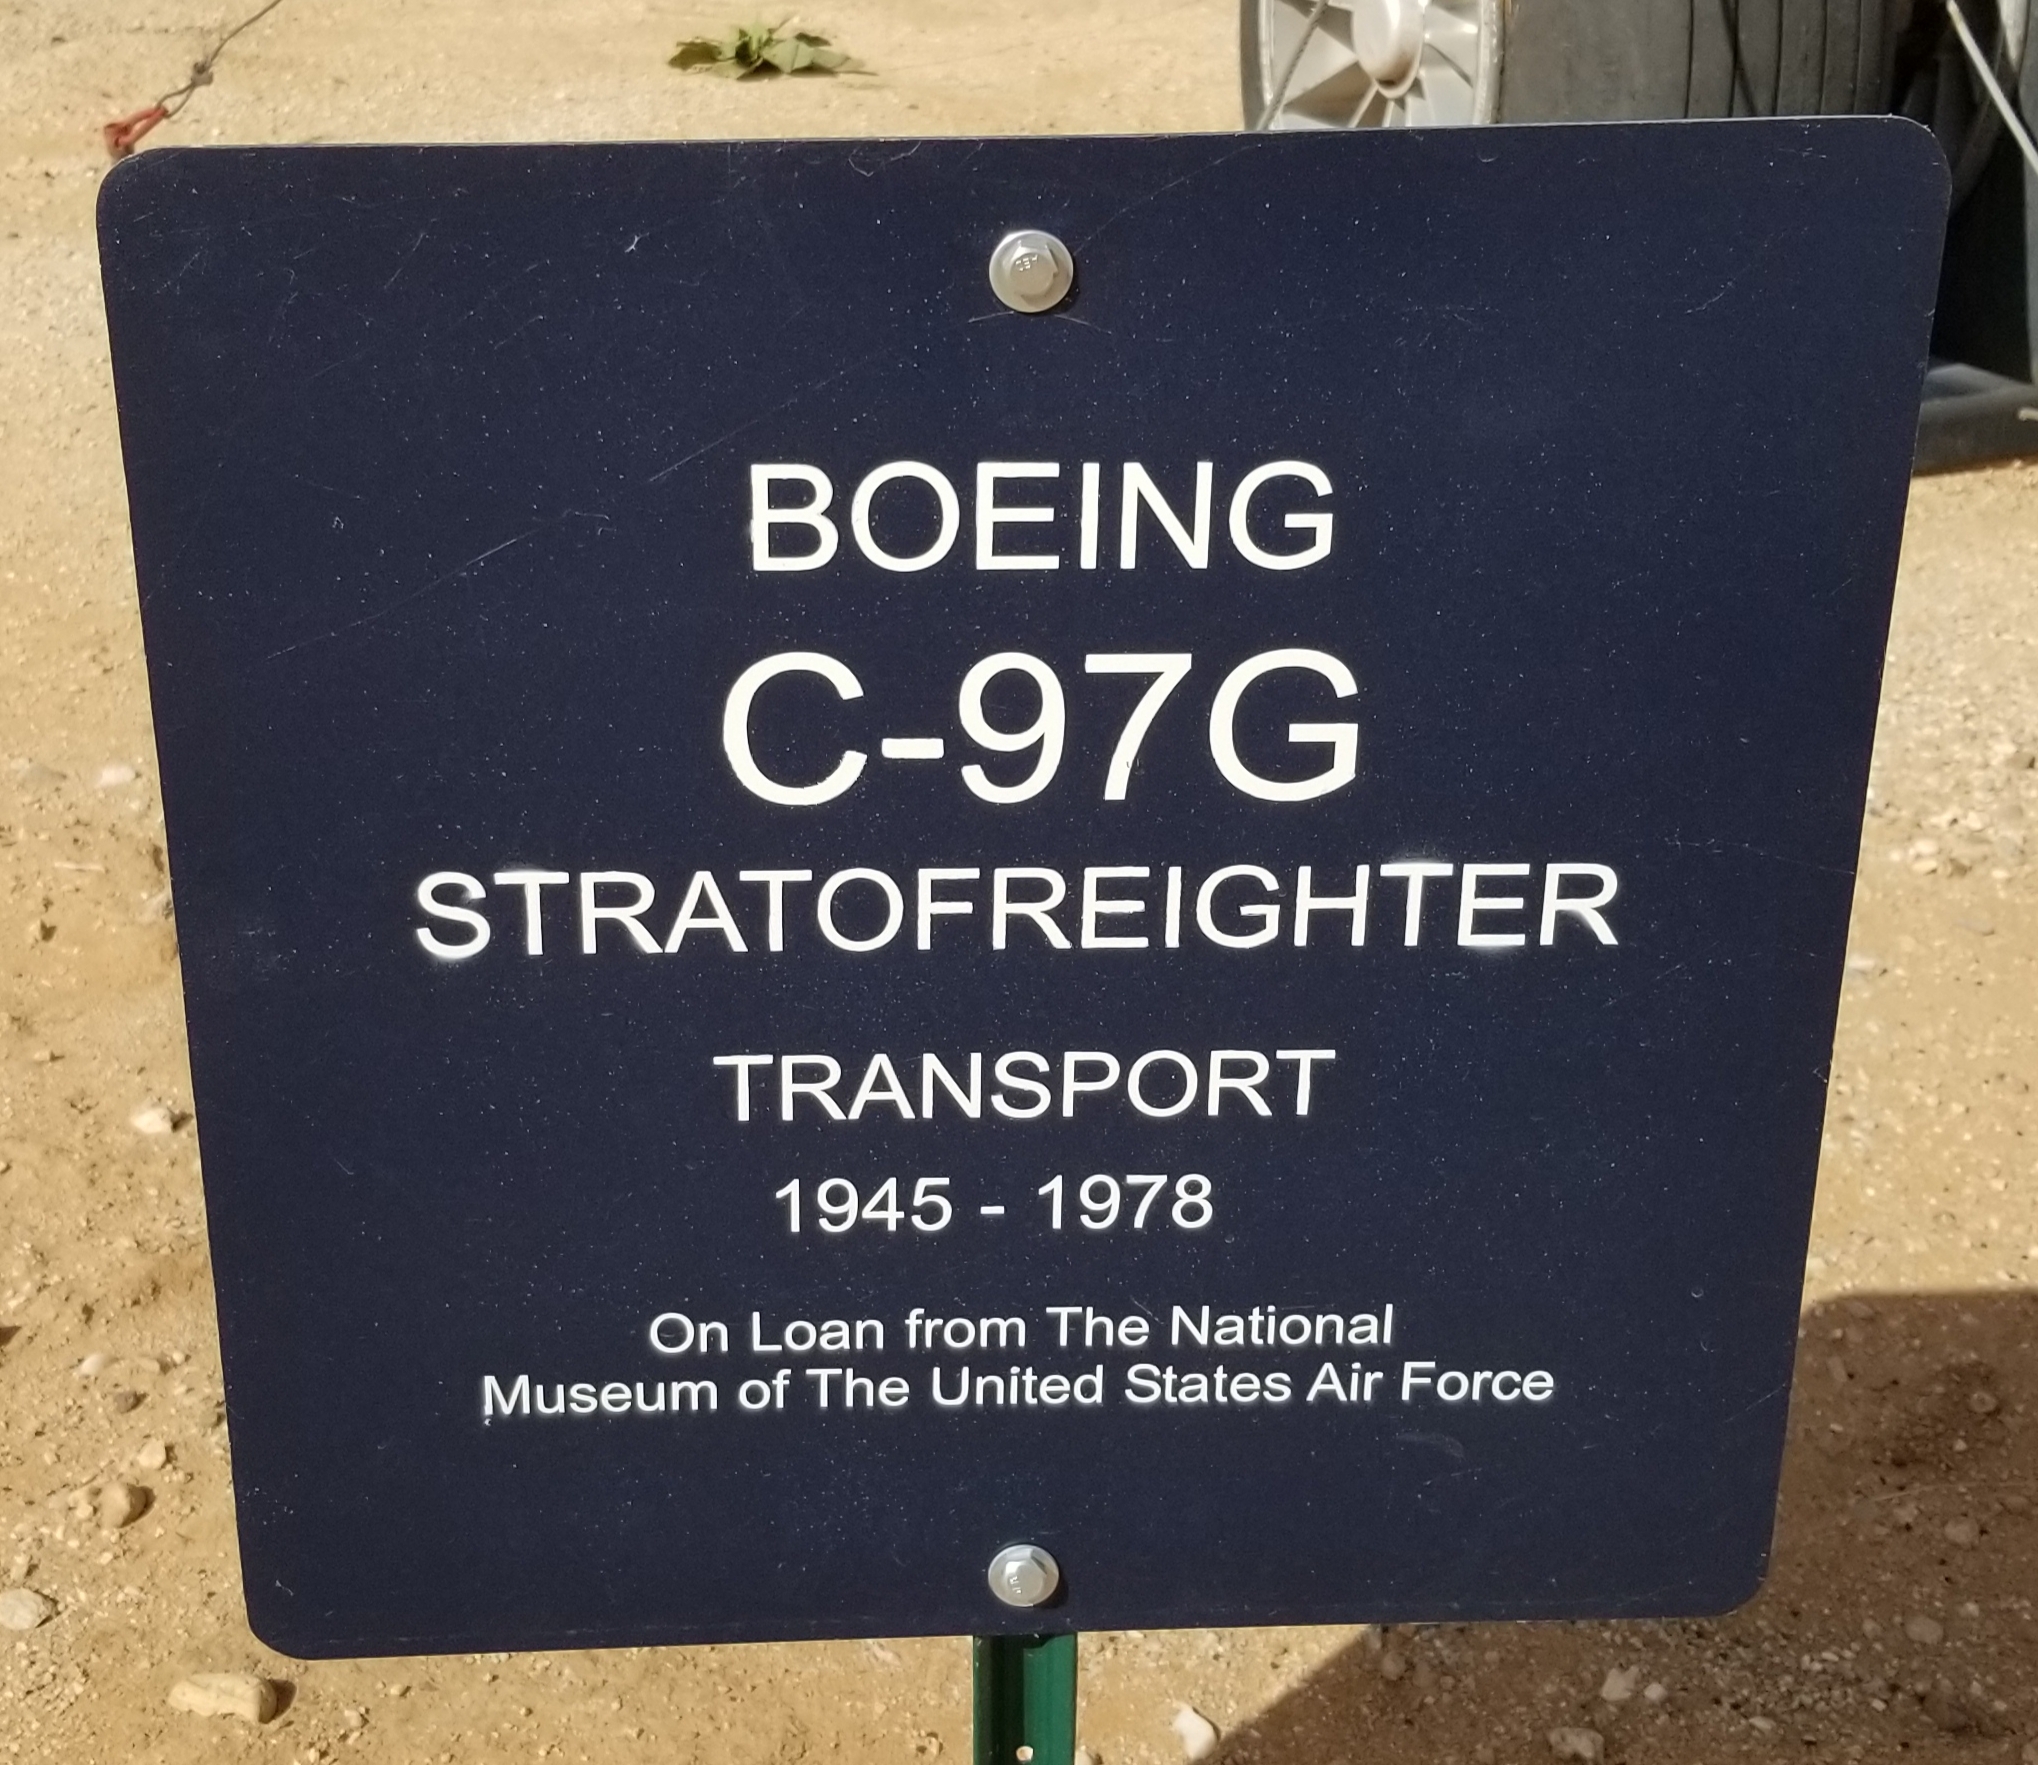 BOEING
C-97G
STRATOFREIGHTER
TRANSPORT
1945 - 1978
On Loan from The National
Museum of The United States Air Force